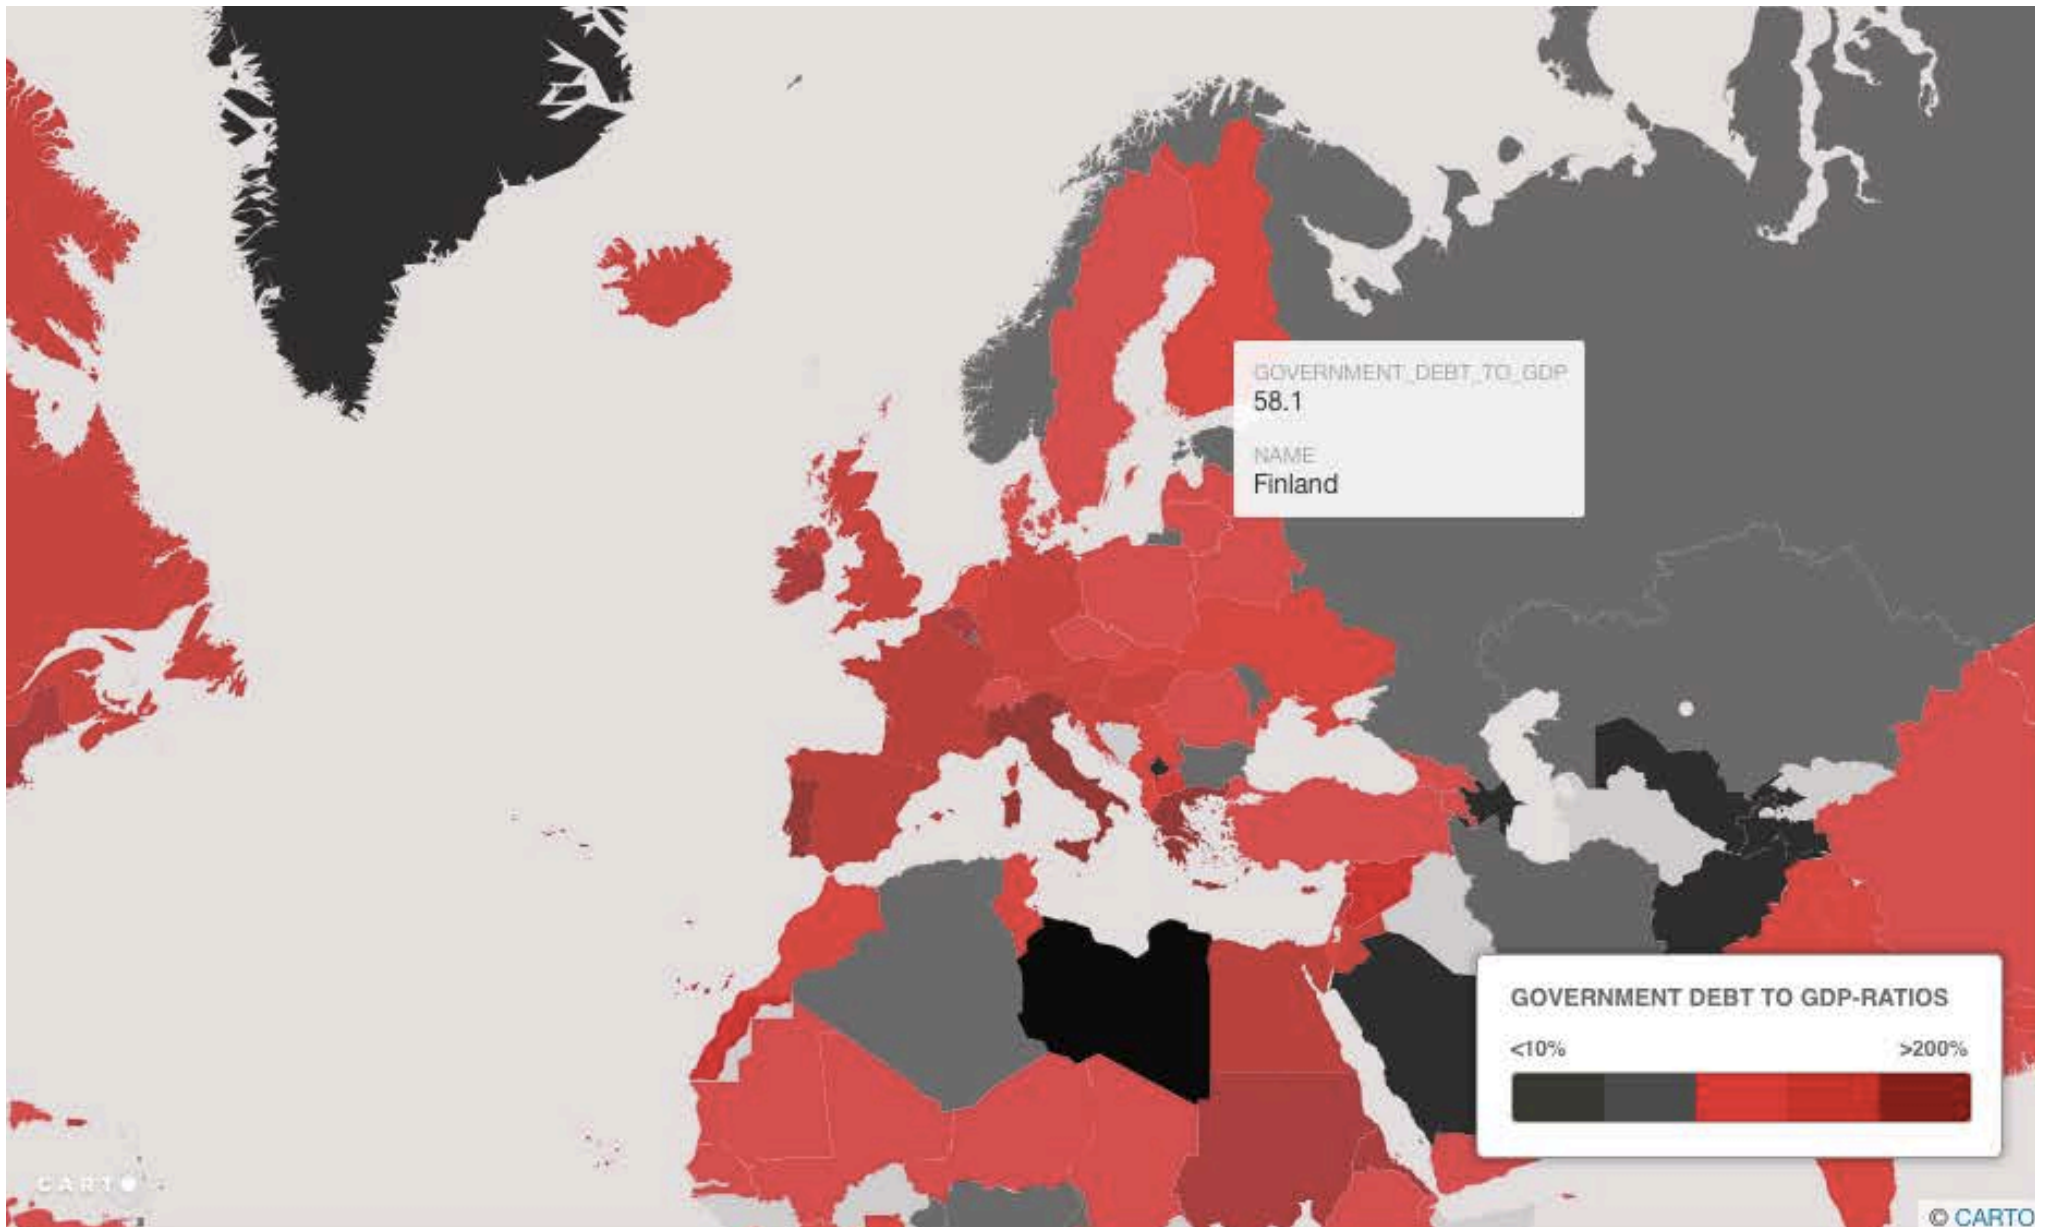 GOVERNMENT_DEBT_TO_GDP
58.1
NAME
Finland
GOVERNMENT DEBT TO GDP-RATIOS
<10% >200%
CARTO
© CARTO